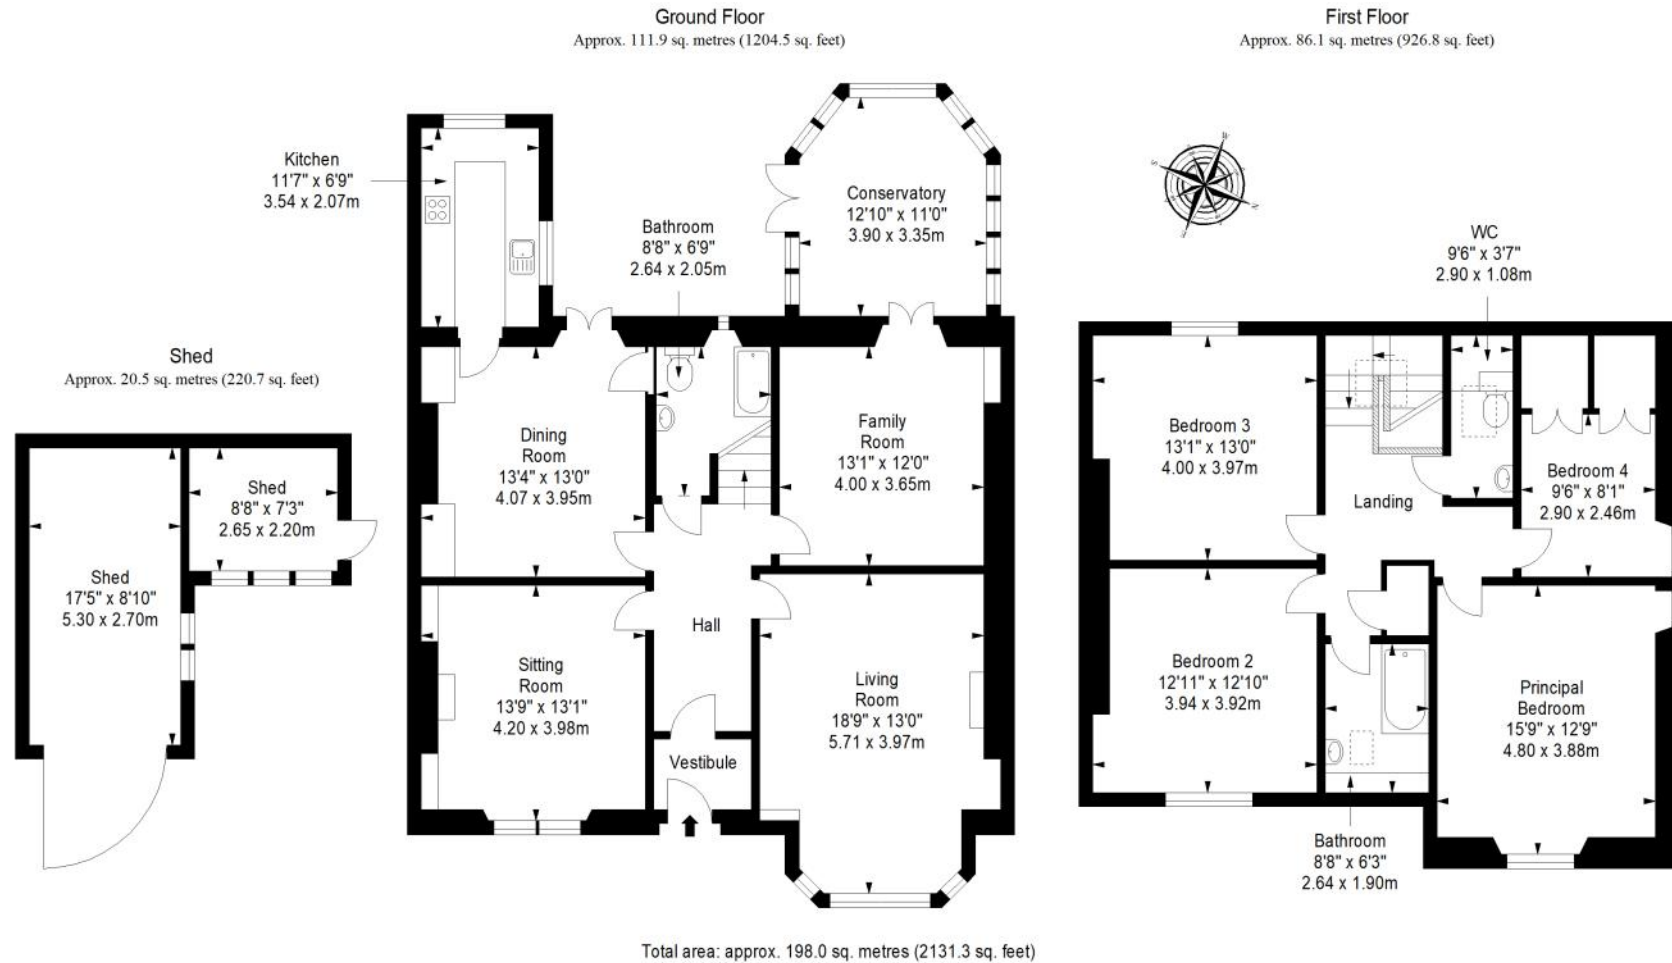 Ground Floor
Approx. 111.9 sq. metres (1204.5 sq. feet)
First Floor
Approx. 86.1 sq. metres (926.8 sq. feet)
Kitchen
11'7" x 6'9"
3.54 x 2.07m
Bathroom
8'8" x 6'9"
2.64 x 2.05m
Conservatory
12'10" x 11'0"
3.90 x 3.35m
WC
9'6" x 3'7"
2.90 x 1.08m
Shed
Approx. 20.5 sq. metres (220.7 sq. feet)
Shed
8'8" x 7'3"
2.65 x 2.20m
Shed
17'5" x 8'10"
5.30 x 2.70m
Dining
Room
13'4" x 13'0"
4.07 x 3.95m
Family
Room
13'1" x 12'0"
4.00 x 3.65m
Bedroom 3
13'1" x 13'0"
4.00 x 3.97m
Landing
Bedroom 4
9'6" x 8'1"
2.90 x 2.46m
Sitting
Room
13'9" x 13'1"
4.20 x 3.98m
Hall
Vestibule
Living
Room
18'9" x 13'0"
5.71 x 3.97m
Bedroom 2
12'11" x 12'10"
3.94 x 3.92m
Principal
Bedroom
15'9" x 12'9"
4.80 x 3.88m
Bathroom
8'8" x 6'3"
2.64 x 1.90m
Total area: approx. 198.0 sq. metres (2131.3 sq. feet)